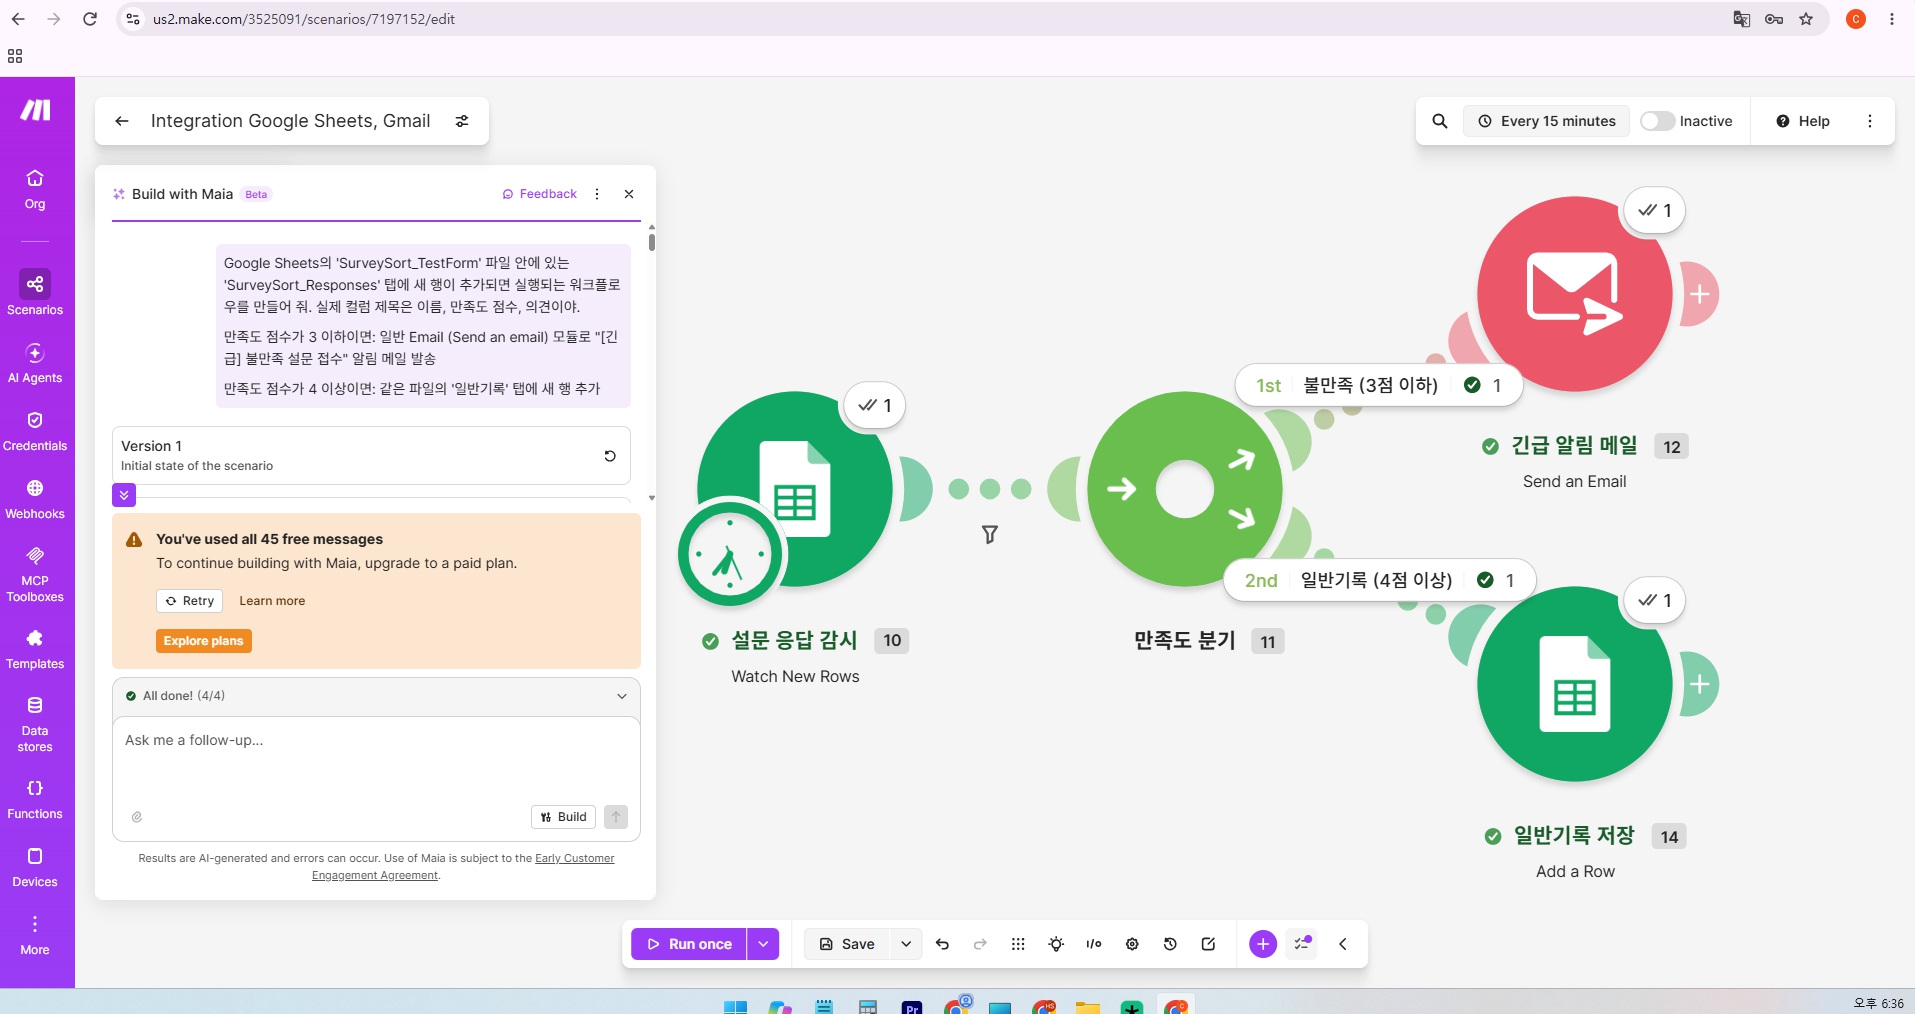 us2.make.com/3525091/scenarios/7197152/edit
C
Integration Google Sheets, Gmail
Every 15 minutes
Inactive
Help
Org
Scenarios
AI Agents
Credentials
Webhooks
MCP
Toolboxes
Templates
Data
stores
Functions
Devices
More
Build with Maia
Beta
Feedback
Google Sheets의 'SurveySort_TestForm' 파일 안에 있는
'SurveySort_Responses' 탭에 새 행이 추가되면 실행되는 워크플로
우를 만들어 줘. 실제 컬럼 제목은 이름, 만족도 점수, 의견이야.
만족도 점수가 3 이하이면: 일반 Email (Send an email) 모듈로 "[긴
급] 불만족 설문 접수" 알림 메일 발송
만족도 점수가 4 이상이면: 같은 파일의 '일반기록' 탭에 새 행 추가
Version 1
Initial state of the scenario
You've used all 45 free messages
To continue building with Maia, upgrade to a paid plan.
Retry
Learn more
Explore plans
All done! (4/4)
Ask me a follow-up...
Build
Results are AI-generated and errors can occur. Use of Maia is subject to the Early Customer
Engagement Agreement.
1
설문 응답 감시 10
Watch New Rows
만족도 분기 11
1st 불만족 (3점 이하) 1
2nd 일반기록 (4점 이상) 1
1
긴급 알림 메일 12
Send an Email
1
일반기록 저장 14
Add a Row
Run once
Save
Pr
HS
C
오후 6:36